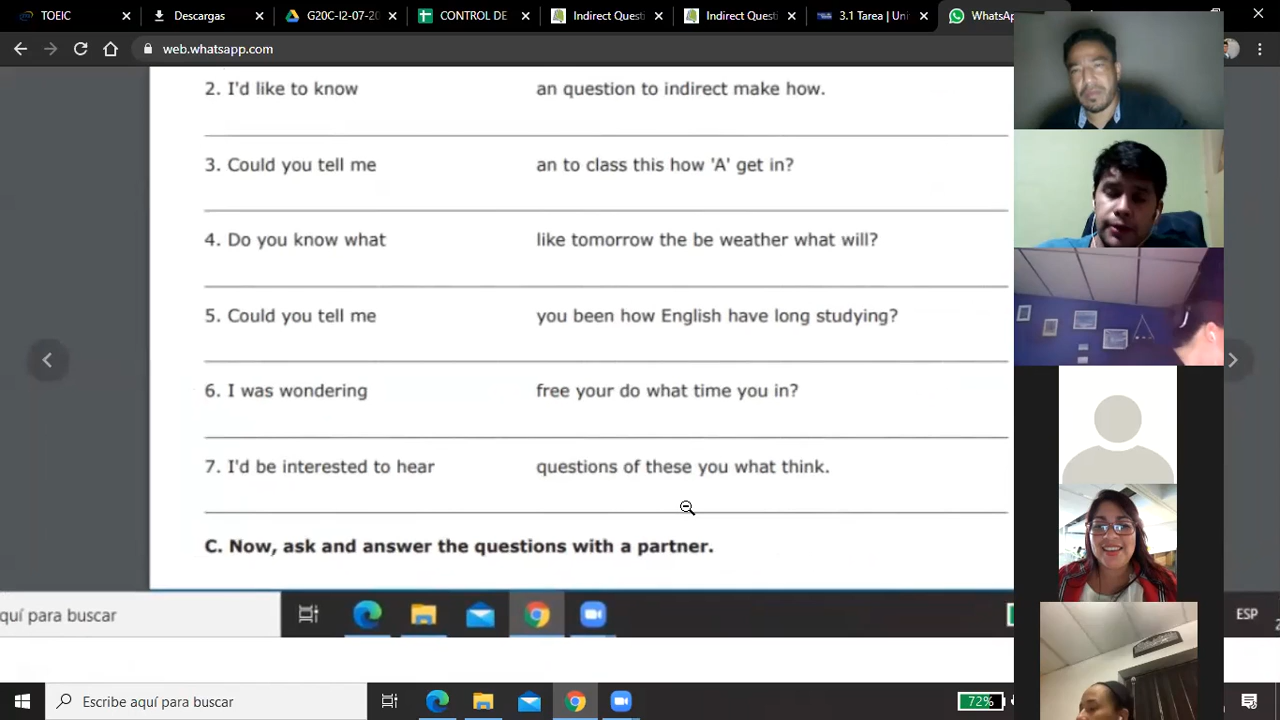 TOEIC
Descargas
G20C-I2-07-20
CONTROL DE
Indirect Questi
Indirect Questi
3.1 Tarea | Uni
WhatsApp
web.whatsapp.com
2. I'd like to know an question to indirect make how.
3. Could you tell me an to class this how 'A' get in?
4. Do you know what like tomorrow the be weather what will?
5. Could you tell me you been how English have long studying?
6. I was wondering free your do what time you in?
7. I'd be interested to hear questions of these you what think.
C. Now, ask and answer the questions with a partner.
quí para buscar
ESP
Escribe aquí para buscar
72%